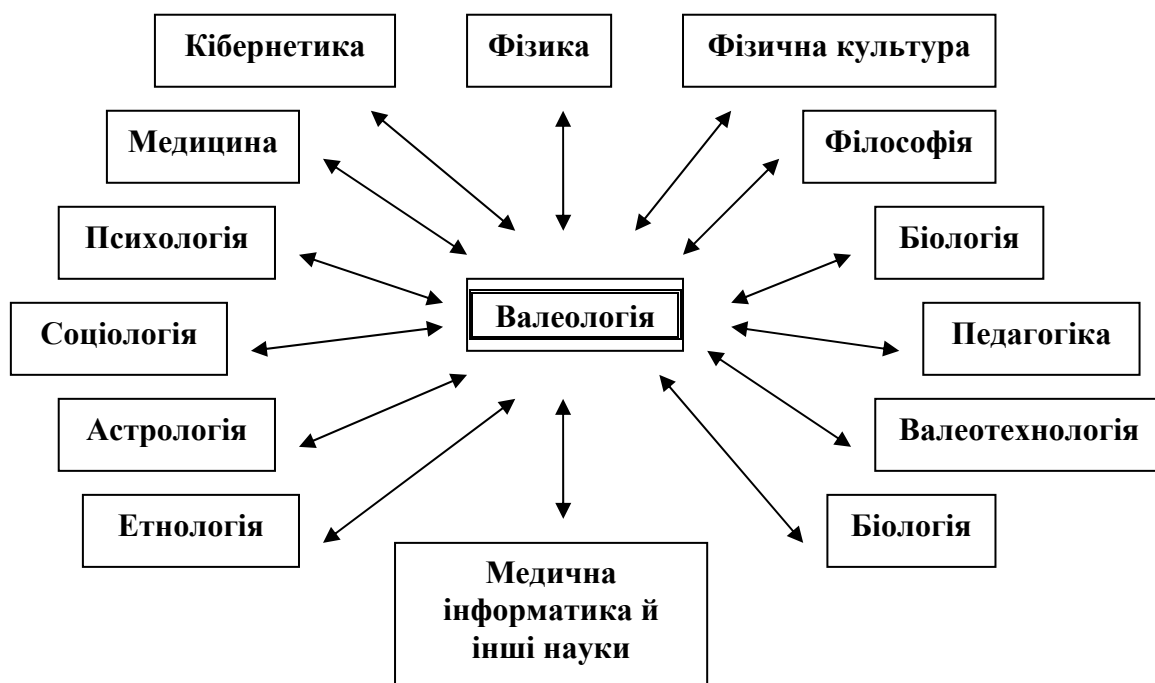 Кібернетика
Фізика
Фізична культура
Медицина
Філософія
Психологія
Біологія
Валеологія
Соціологія
Педагогіка
Астрологія
Валеотехнологія
Етнологія
Біологія
Медична
інформатика й
інші науки